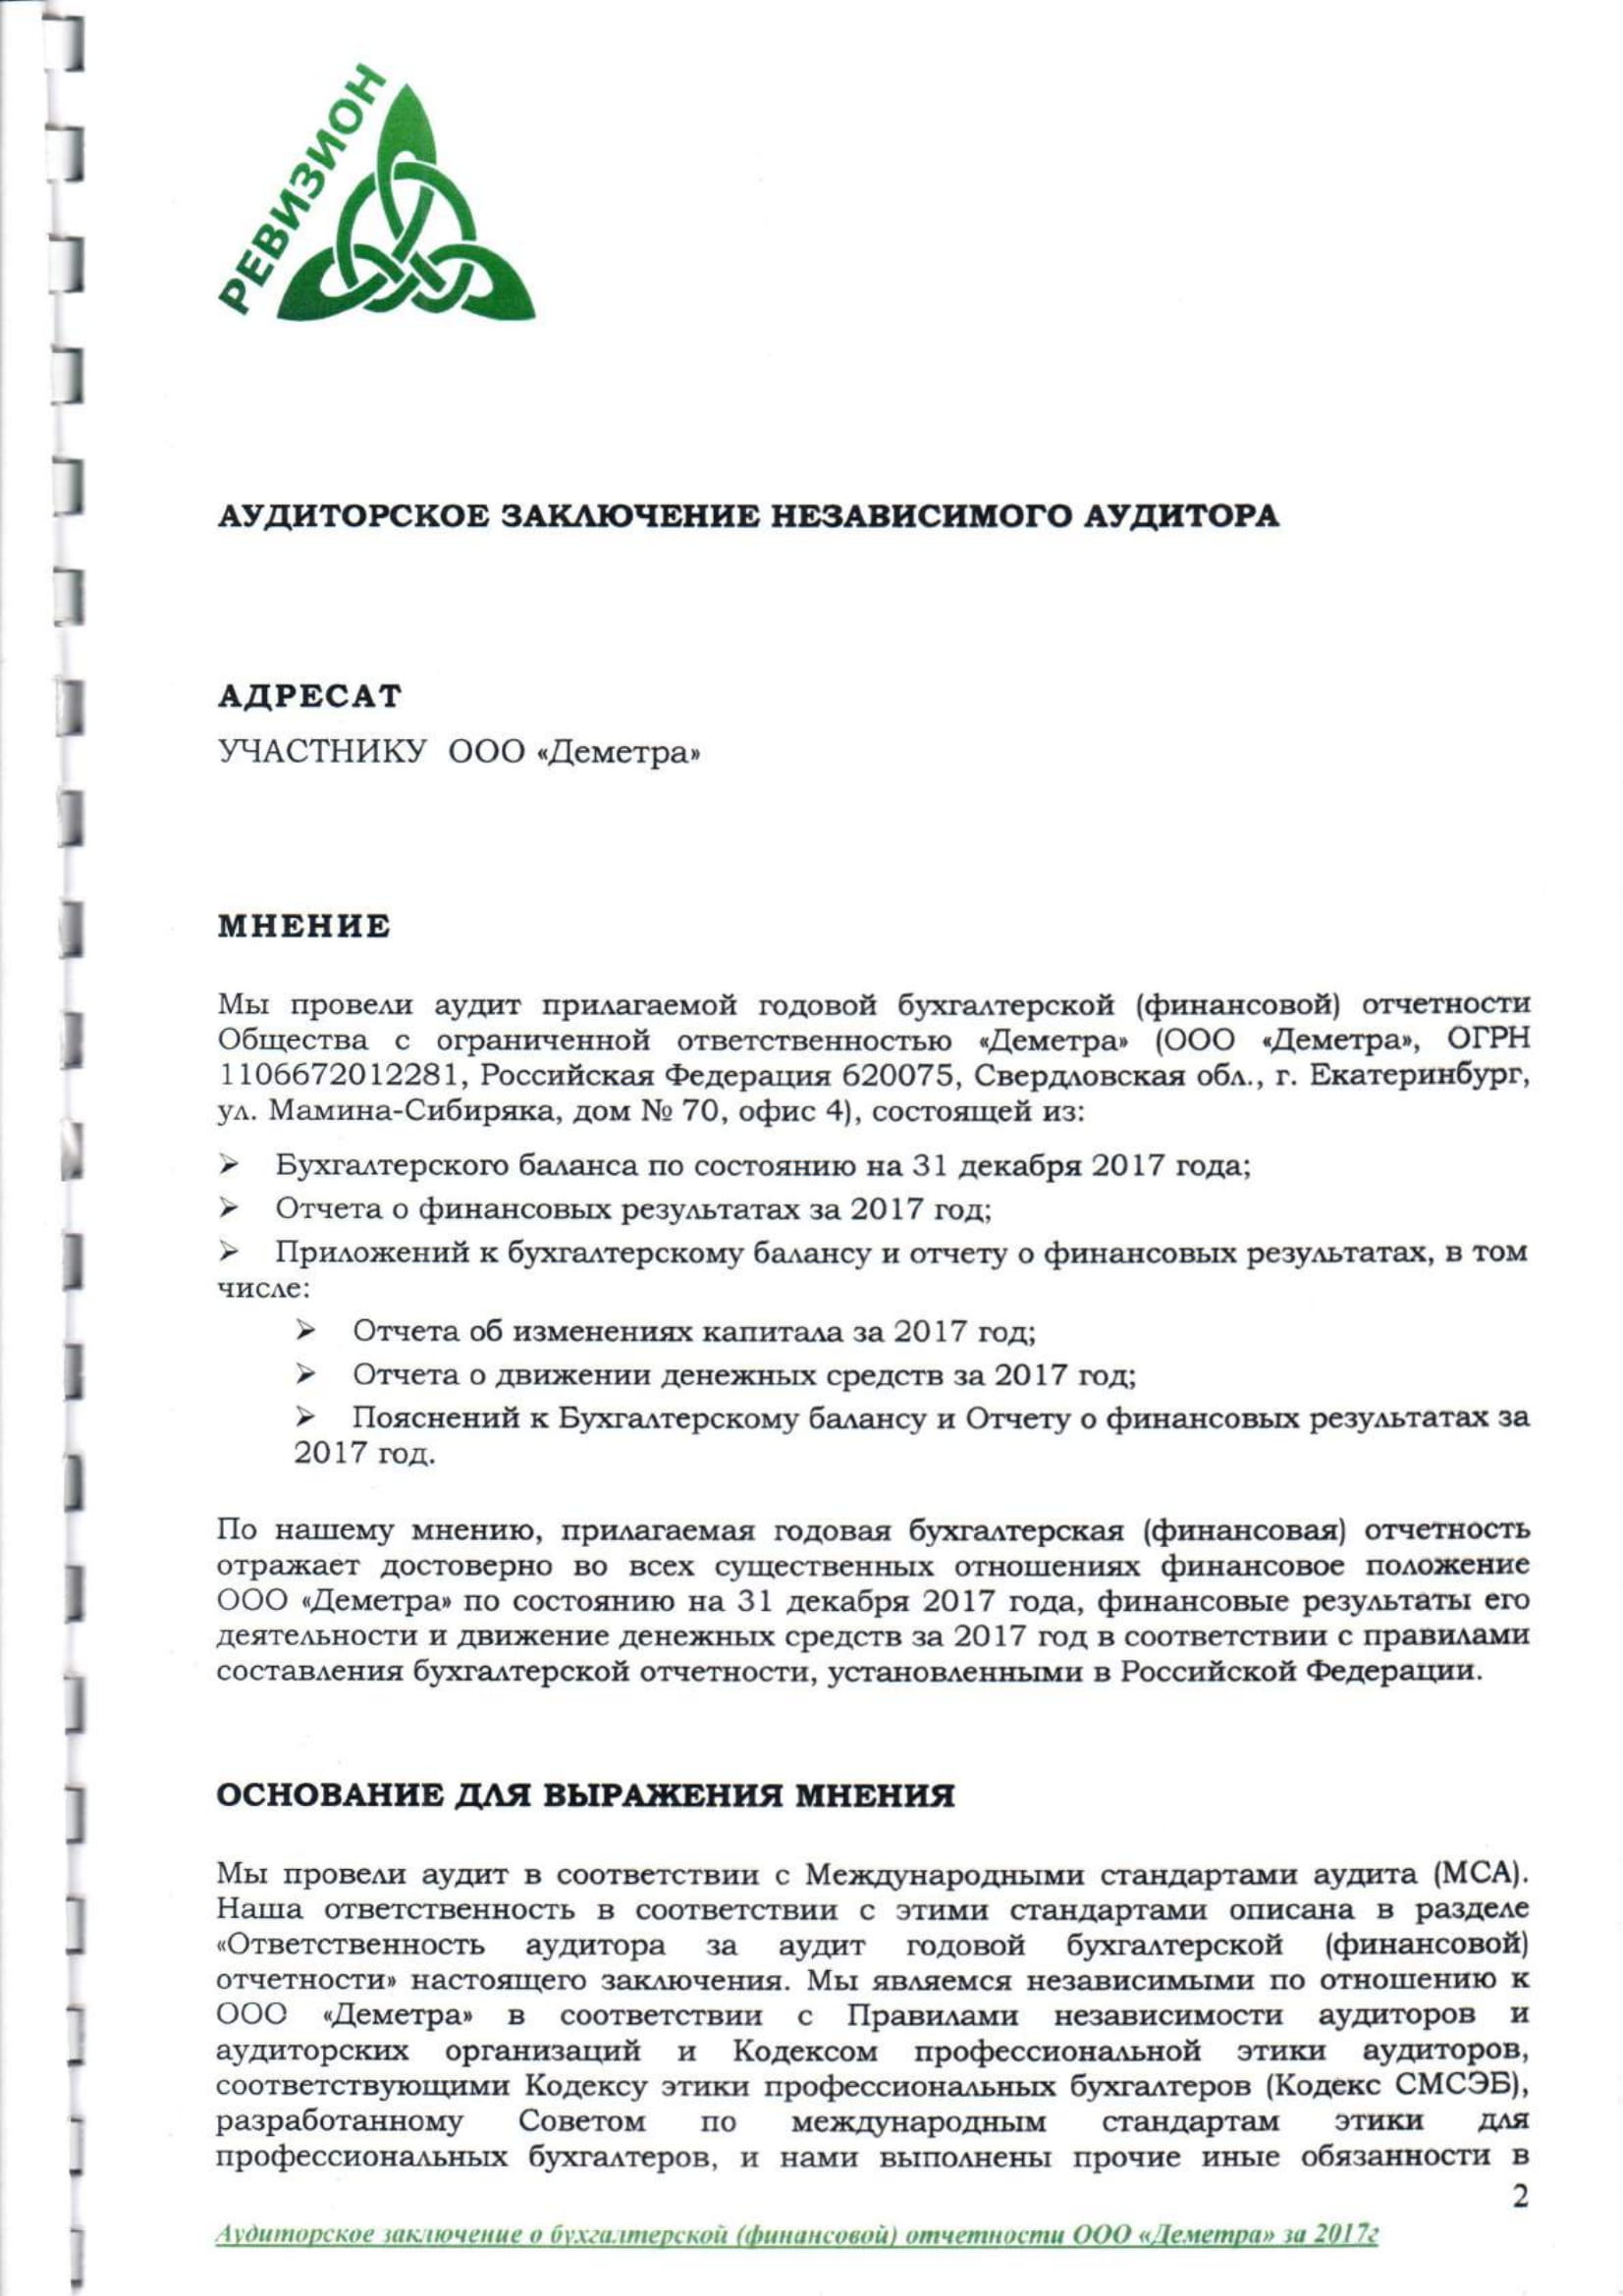 РЕВИЗИОН
АУДИТОРСКОЕ ЗАКЛЮЧЕНИЕ НЕЗАВИСИМОГО АУДИТОРА
АДРЕСАТ
УЧАСТНИКУ ООО «Деметра»
МНЕНИЕ
Мы провели аудит прилагаемой годовой бухгалтерской (финансовой) отчетности
Общества с ограниченной ответственностью «Деметра» (ООО «Деметра», ОГРН
1106672012281, Российская Федерация 620075, Свердловская обл., г. Екатеринбург,
ул. Мамина-Сибиряка, дом № 70, офис 4), состоящей из:
➢ Бухгалтерского баланса по состоянию на 31 декабря 2017 года;
➢ Отчета о финансовых результатах за 2017 год;
➢ Приложений к бухгалтерскому балансу и отчету о финансовых результатах, в том
числе:
➢ Отчета об изменениях капитала за 2017 год;
➢ Отчета о движении денежных средств за 2017 год;
➢ Пояснений к Бухгалтерскому балансу и Отчету о финансовых результатах за
2017 год.
По нашему мнению, прилагаемая годовая бухгалтерская (финансовая) отчетность
отражает достоверно во всех существенных отношениях финансовое положение
ООО «Деметра» по состоянию на 31 декабря 2017 года, финансовые результаты его
деятельности и движение денежных средств за 2017 год в соответствии с правилами
составления бухгалтерской отчетности, установленными в Российской Федерации.
ОСНОВАНИЕ ДЛЯ ВЫРАЖЕНИЯ МНЕНИЯ
Мы провели аудит в соответствии с Международными стандартами аудита (МСА).
Наша ответственность в соответствии с этими стандартами описана в разделе
«Ответственность аудитора за аудит годовой бухгалтерской (финансовой)
отчетности» настоящего заключения. Мы являемся независимыми по отношению к
ООО «Деметра» в соответствии с Правилами независимости аудиторов и
аудиторских организаций и Кодексом профессиональной этики аудиторов,
соответствующими Кодексу этики профессиональных бухгалтеров (Кодекс СМСЭБ),
разработанному Советом по международным стандартам этики для
профессиональных бухгалтеров, и нами выполнены прочие иные обязанности в
2
Аудиторское заключение о бухгалтерской (финансовой) отчетности ООО «Деметра» за 2017г